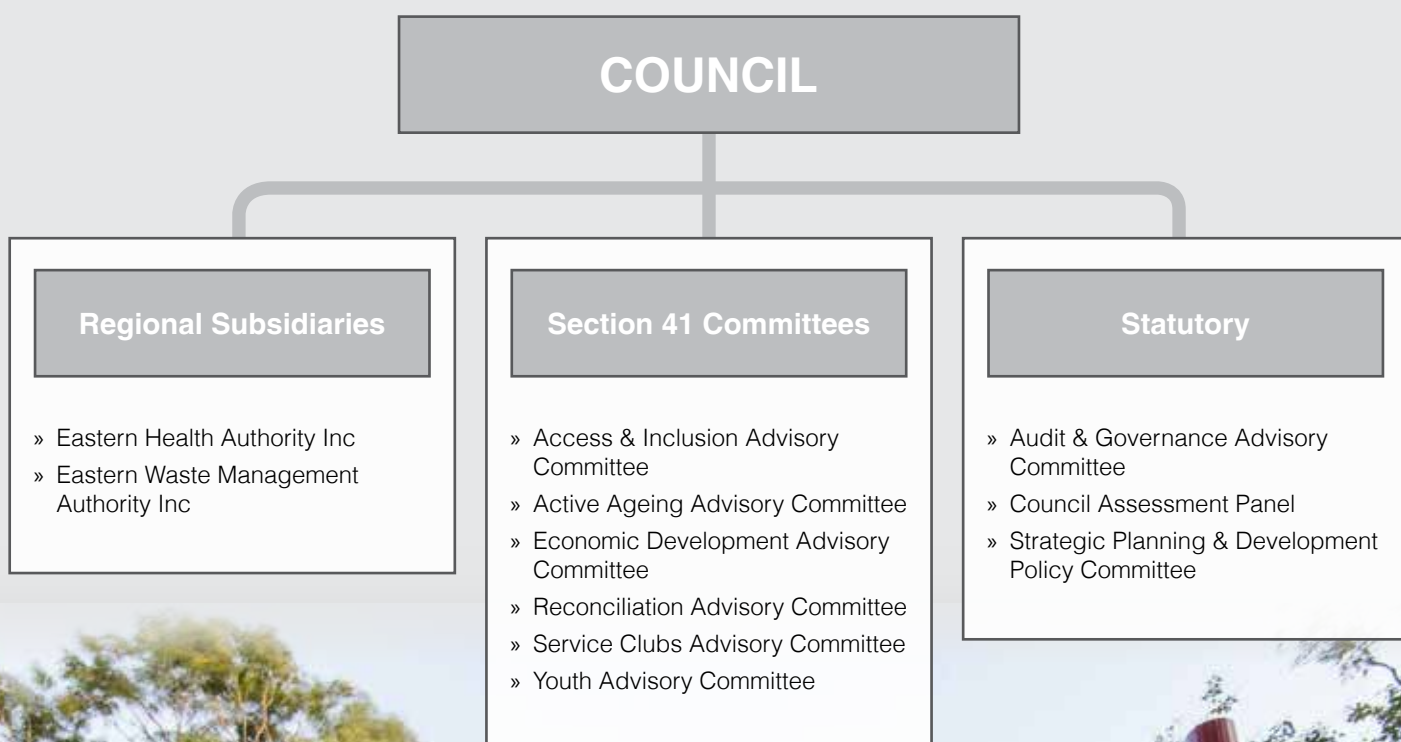 COUNCIL
Regional Subsidiaries
» Eastern Health Authority Inc
» Eastern Waste Management
Authority Inc
Section 41 Committees
» Access & Inclusion Advisory
Committee
» Active Ageing Advisory Committee
» Economic Development Advisory
Committee
» Reconciliation Advisory Committee
» Service Clubs Advisory Committee
» Youth Advisory Committee
Statutory
» Audit & Governance Advisory
Committee
» Council Assessment Panel
» Strategic Planning & Development
Policy Committee